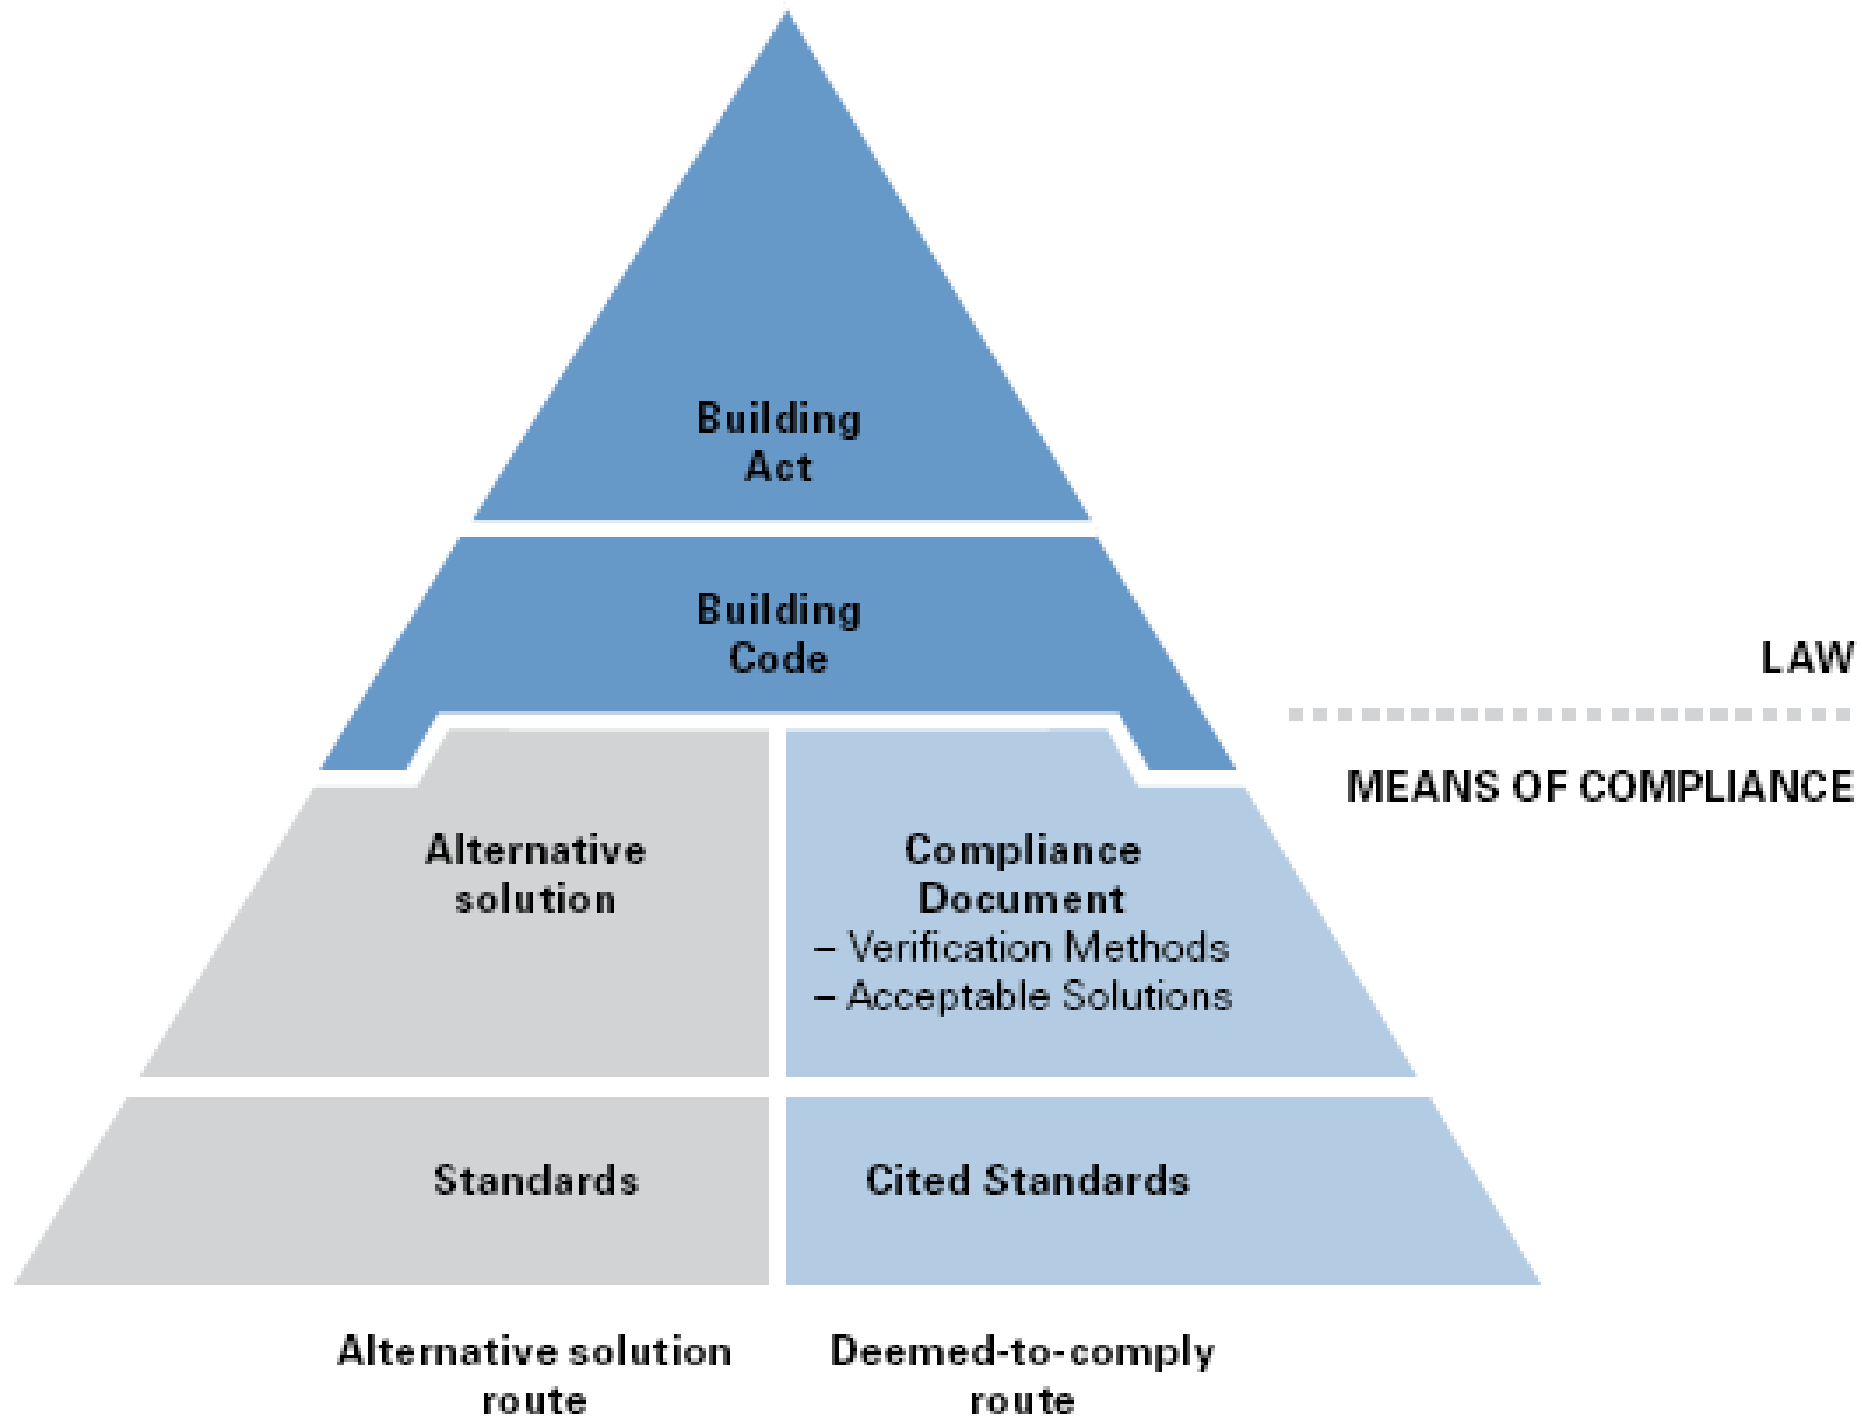 Building
Act
Building
Code
LAW
MEANS OF COMPLIANCE
Alternative
solution
Compliance
Document
– Verification Methods
– Acceptable Solutions
Standards
Cited Standards
Alternative solution
route
Deemed-to-comply
route